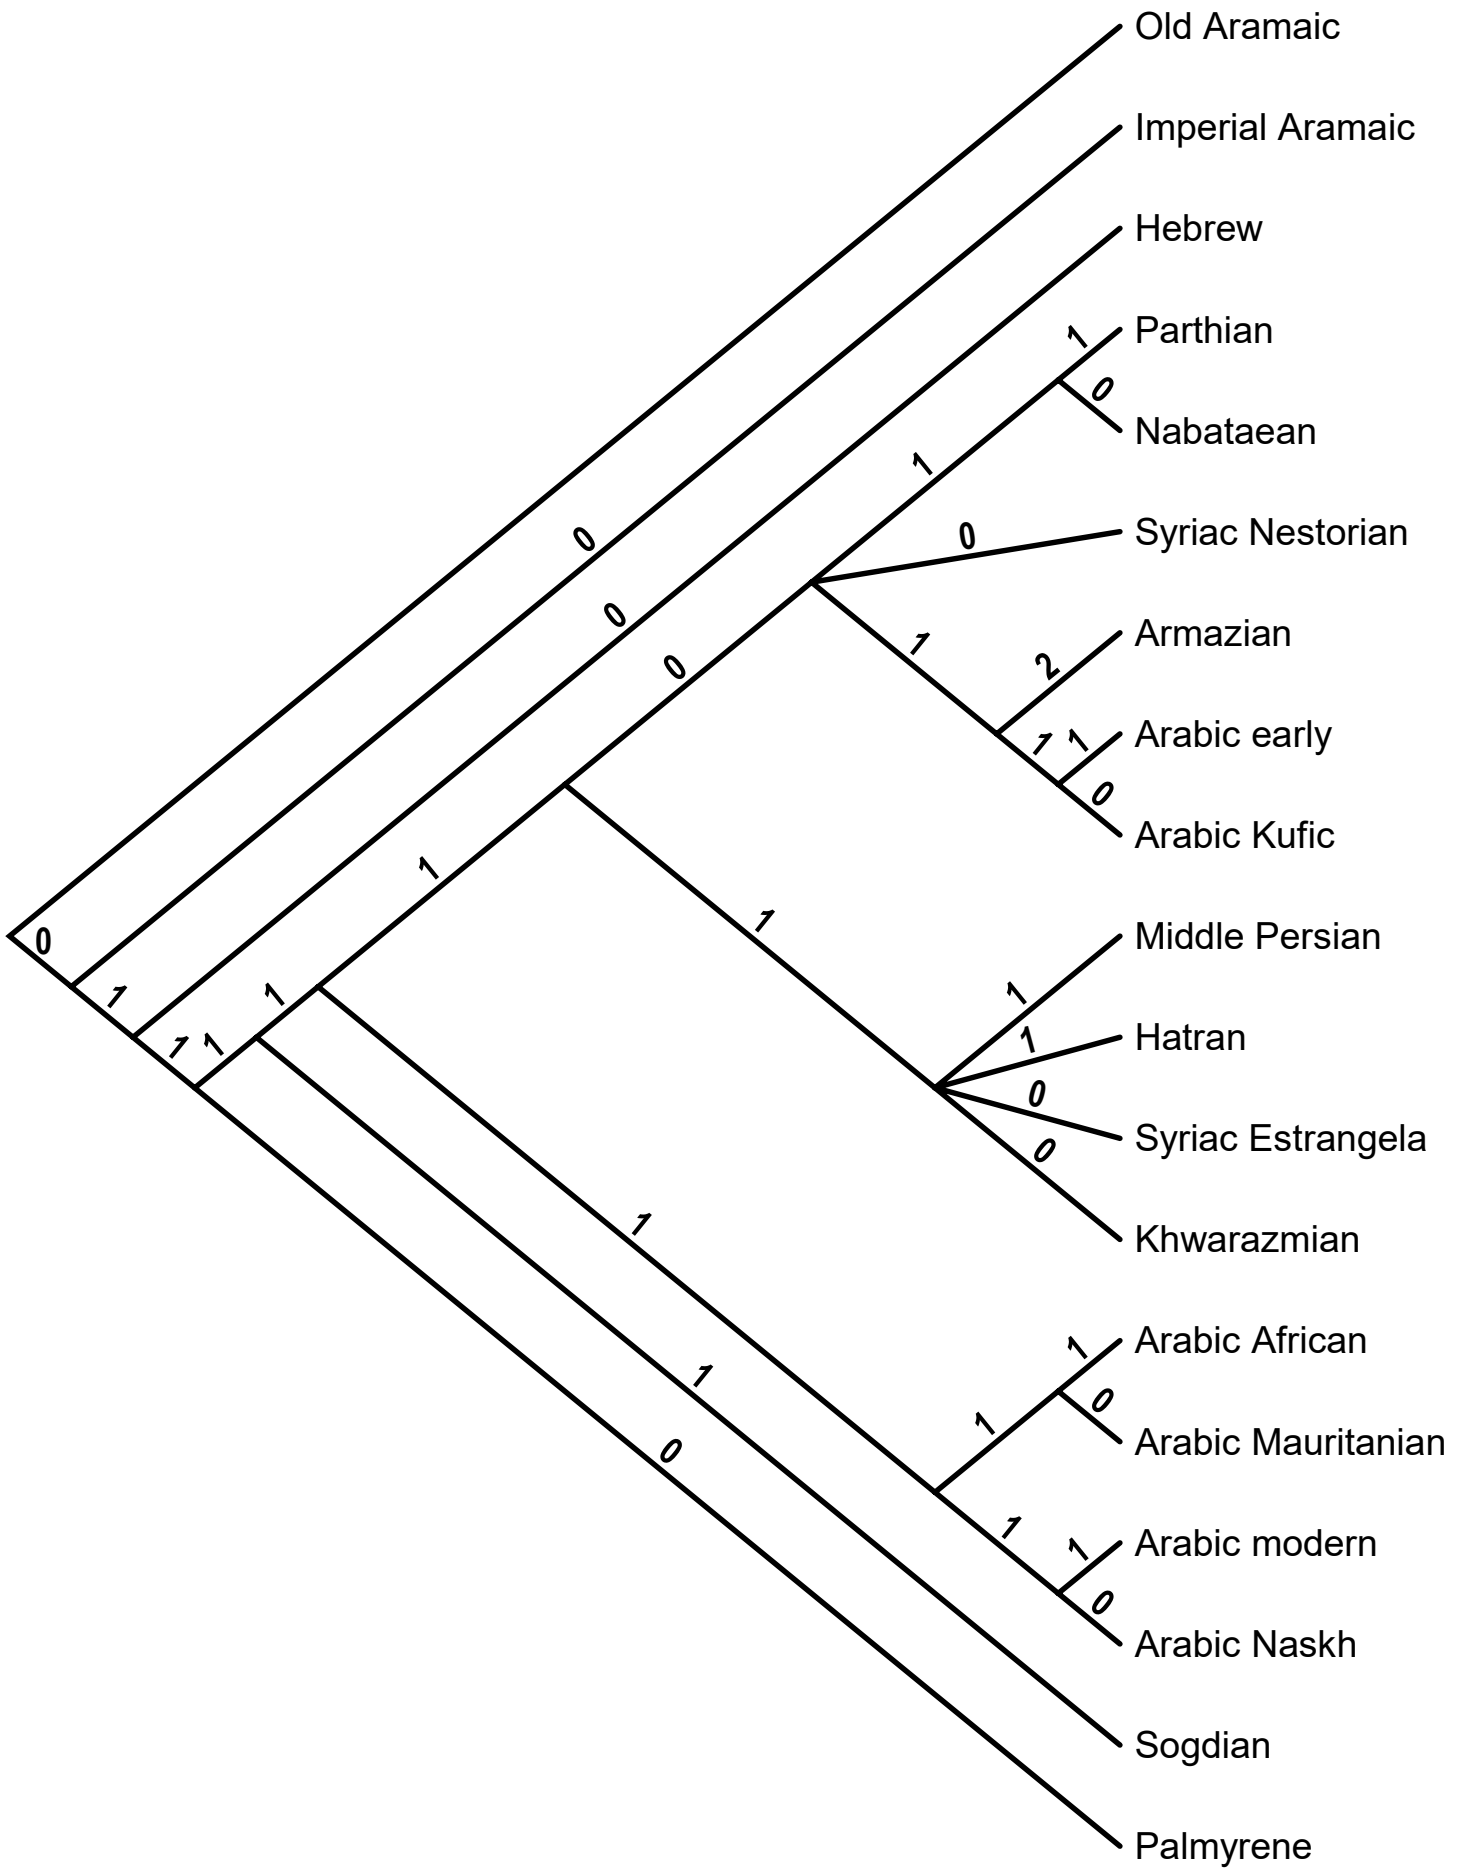 Old Aramaic
Imperial Aramaic
Hebrew
1
Parthian
0
Nabataean
1
0
Syriac Nestorian
0
0
1
Armazian
2
0
1
1
Arabic early
0
Arabic Kufic
1
1
0
Middle Persian
1
1
1
Hatran
1
1
1
0
Syriac Estrangela
0
1
Khwarazmian
1
Arabic African
1
0
1
Arabic Mauritanian
0
1
1
Arabic modern
0
Arabic Naskh
Sogdian
Palmyrene